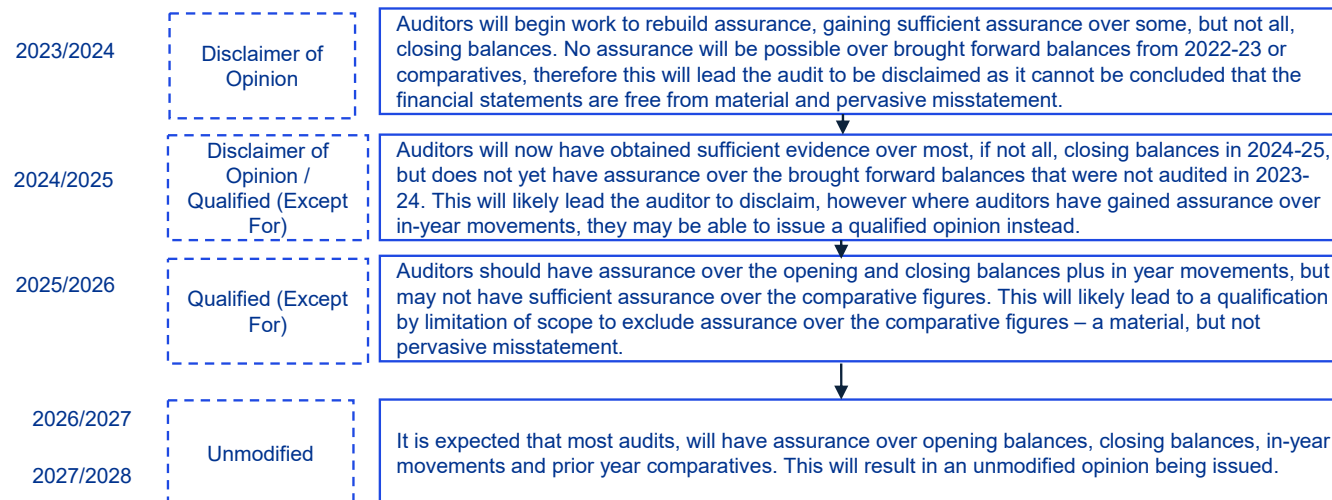 2023/2024
Disclaimer of
Opinion
Auditors will begin work to rebuild assurance, gaining sufficient assurance over some, but not all,
closing balances. No assurance will be possible over brought forward balances from 2022-23 or
comparatives, therefore this will lead the audit to be disclaimed as it cannot be concluded that the
financial statements are free from material and pervasive misstatement.
2024/2025
Disclaimer of
Opinion /
Qualified (Except
For)
Auditors will now have obtained sufficient evidence over most, if not all, closing balances in 2024-25,
but does not yet have assurance over the brought forward balances that were not audited in 2023-
24. This will likely lead the auditor to disclaim, however where auditors have gained assurance over
in-year movements, they may be able to issue a qualified opinion instead.
2025/2026
Qualified (Except
For)
Auditors should have assurance over the opening and closing balances plus in year movements, but
may not have sufficient assurance over the comparative figures. This will likely lead to a qualification
by limitation of scope to exclude assurance over the comparative figures – a material, but not
pervasive misstatement.
2026/2027
2027/2028
Unmodified
It is expected that most audits, will have assurance over opening balances, closing balances, in-year
movements and prior year comparatives. This will result in an unmodified opinion being issued.